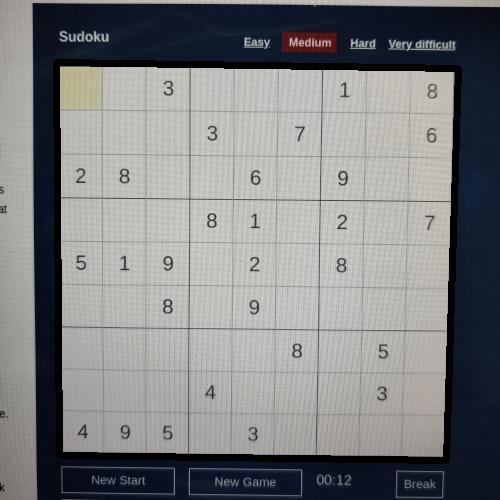 Sudoku
Easy Medium Hard Very difficult
3 1 8
3 7 6
2 8 6 9
8 1 2 7
5 1 9 2 8
8 9
8 5
4 3
4 9 5 3
New Start New Game 00:12 Break
s
at
e.
k